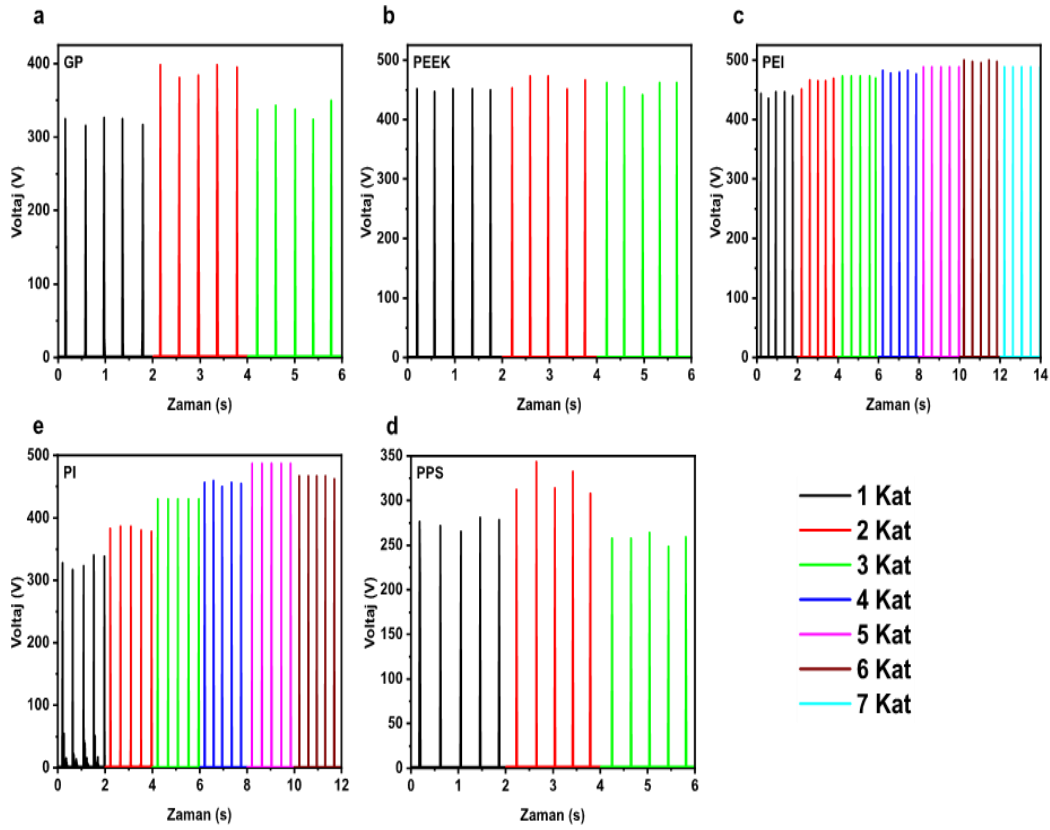 a
GP
Voltaj (V)
400
300
200
100
0
0 1 2 3 4 5 6
Zaman (s)
b
PEEK
Voltaj (V)
500
400
300
200
100
0
0 1 2 3 4 5 6
Zaman (s)
c
PEI
Voltaj (V)
500
400
300
200
100
0
0 2 4 6 8 10 12 14
Zaman (s)
e
PI
Voltaj (V)
500
400
300
200
100
0
0 2 4 6 8 10 12
Zaman (s)
d
PPS
Voltaj (V)
350
300
250
200
150
100
50
0
0 1 2 3 4 5 6
Zaman (s)
1 Kat
2 Kat
3 Kat
4 Kat
5 Kat
6 Kat
7 Kat